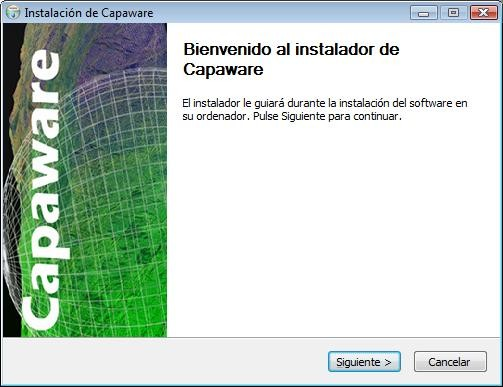 Instalación de Capaware
Capaware
Bienvenido al instalador de
Capaware
El instalador le guiará durante la instalación del software en
su ordenador. Pulse Siguiente para continuar.
Siguiente >
Cancelar